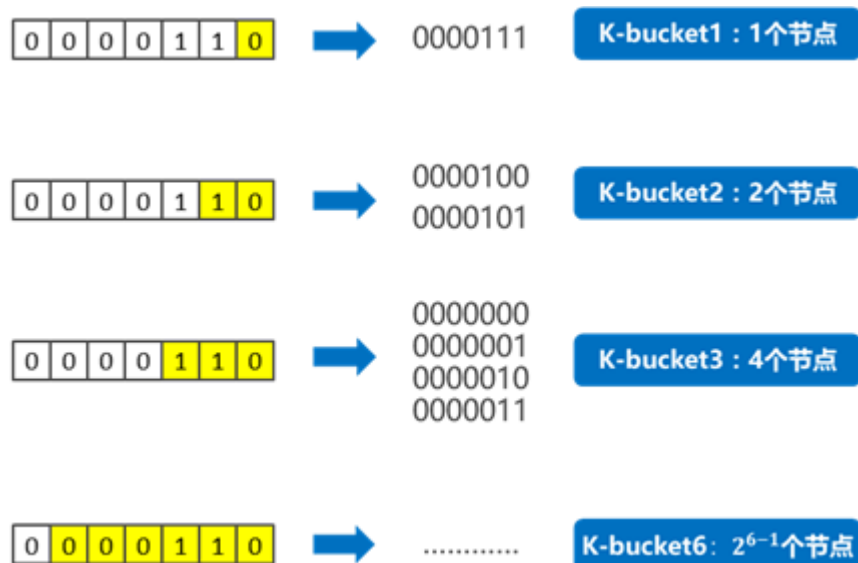 0 0 0 0 1 1 0
0000111
K-bucket1：1个节点
0 0 0 0 1 1 0
0000100
0000101
K-bucket2：2个节点
0 0 0 0 1 1 0
0000000
0000001
0000010
0000011
K-bucket3：4个节点
0 0 0 0 1 1 0
............
K-bucket6：2^{6−1}个节点